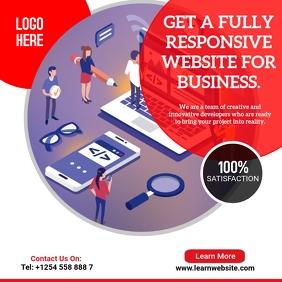 LOGO
HERE
GET A FULLY
RESPONSIVE
WEBSITE FOR
BUSINESS.
We are a team of creative and
innovative developers who are ready
to bring your project into reality.
</>
</>
100%
SATISFACTION
Contact Us On:
Tel: +1254 558 888 7
Learn More
www.learnwebsite.com